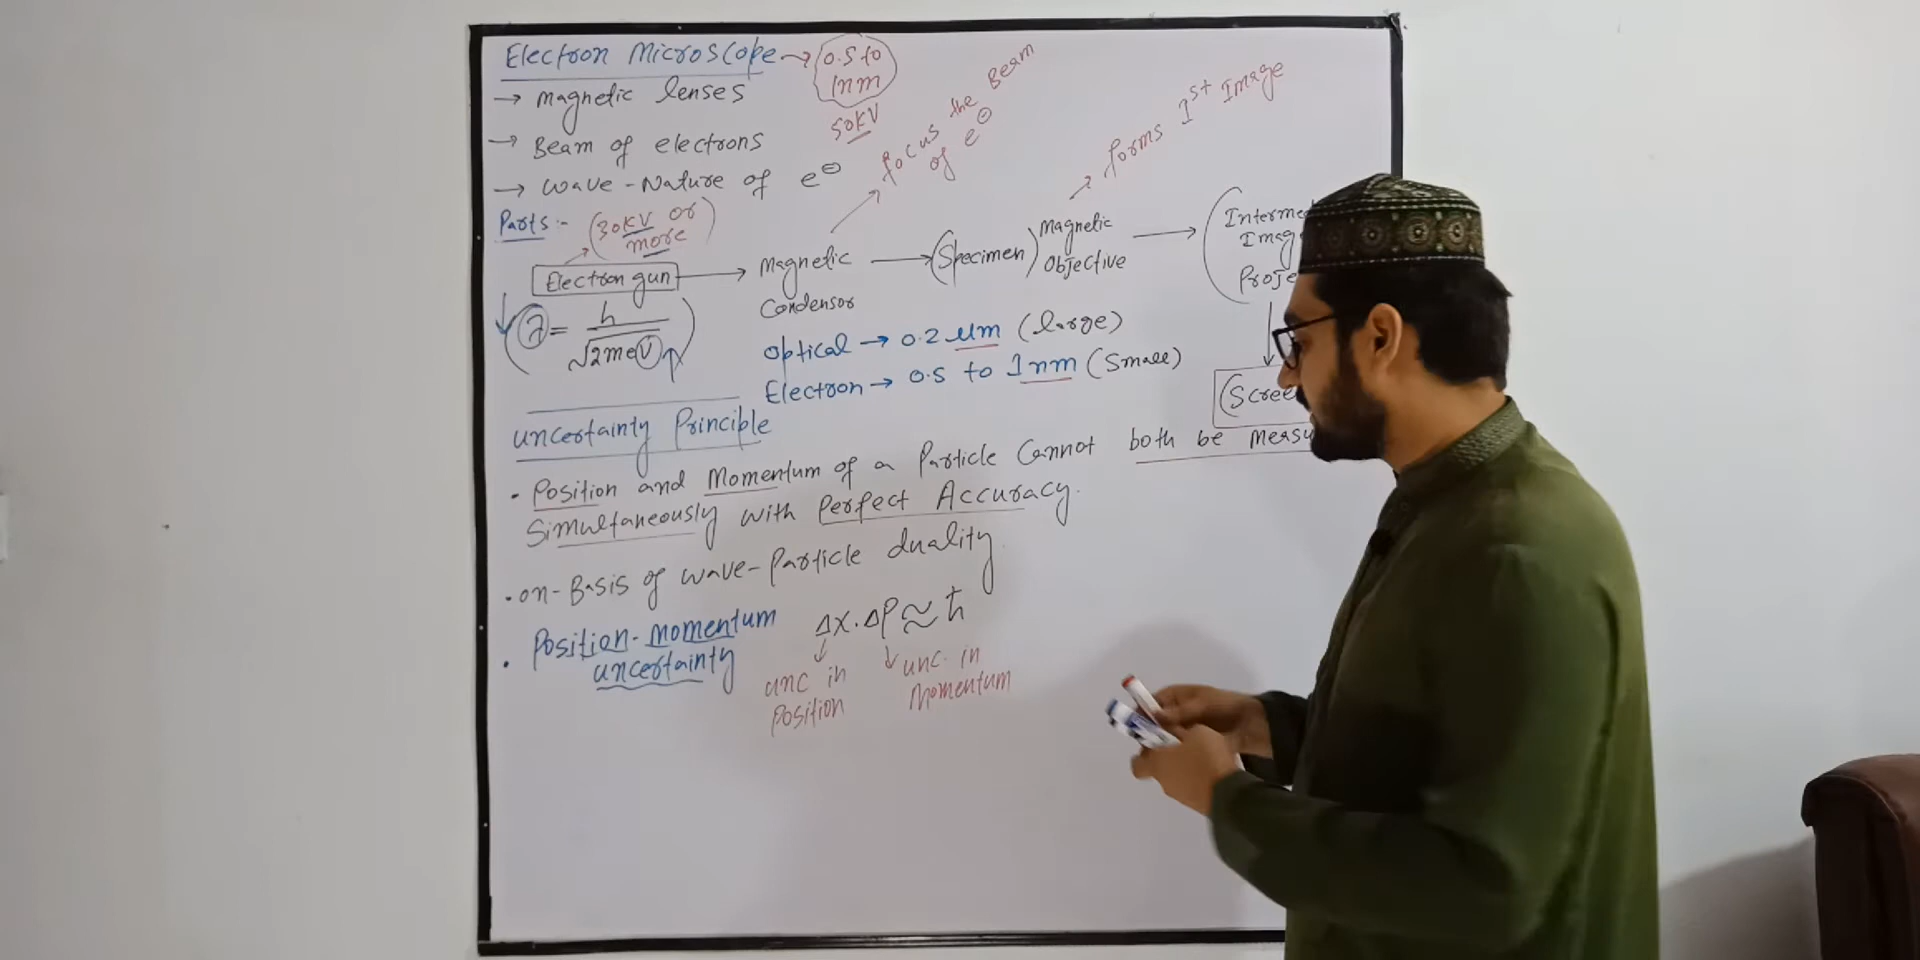 Electron Microscope → 0.5 to
1nm
50KV
→ Magnetic lenses
→ Beam of electrons
→ Wave-Nature of e⊖
focus the Beam
of e⊖
forms 1st Image
Parts:- (30KV or
more)
Electron gun → Magnetic
Condensor
→ (Specimen) Magnetic
Objective
→
λ = h / √2meV
Optical → 0.2 μm (large)
Electron → 0.5 to 1nm (Small)
Uncertainty Principle
• Position and Momentum of a Particle Cannot both be
Simultaneously with Perfect Accuracy.
• on-Basis of wave-Particle duality.
• Position-Momentum
uncertainty
Δx.ΔP ≈ ħ
unc in
Position
unc. in
Momentum